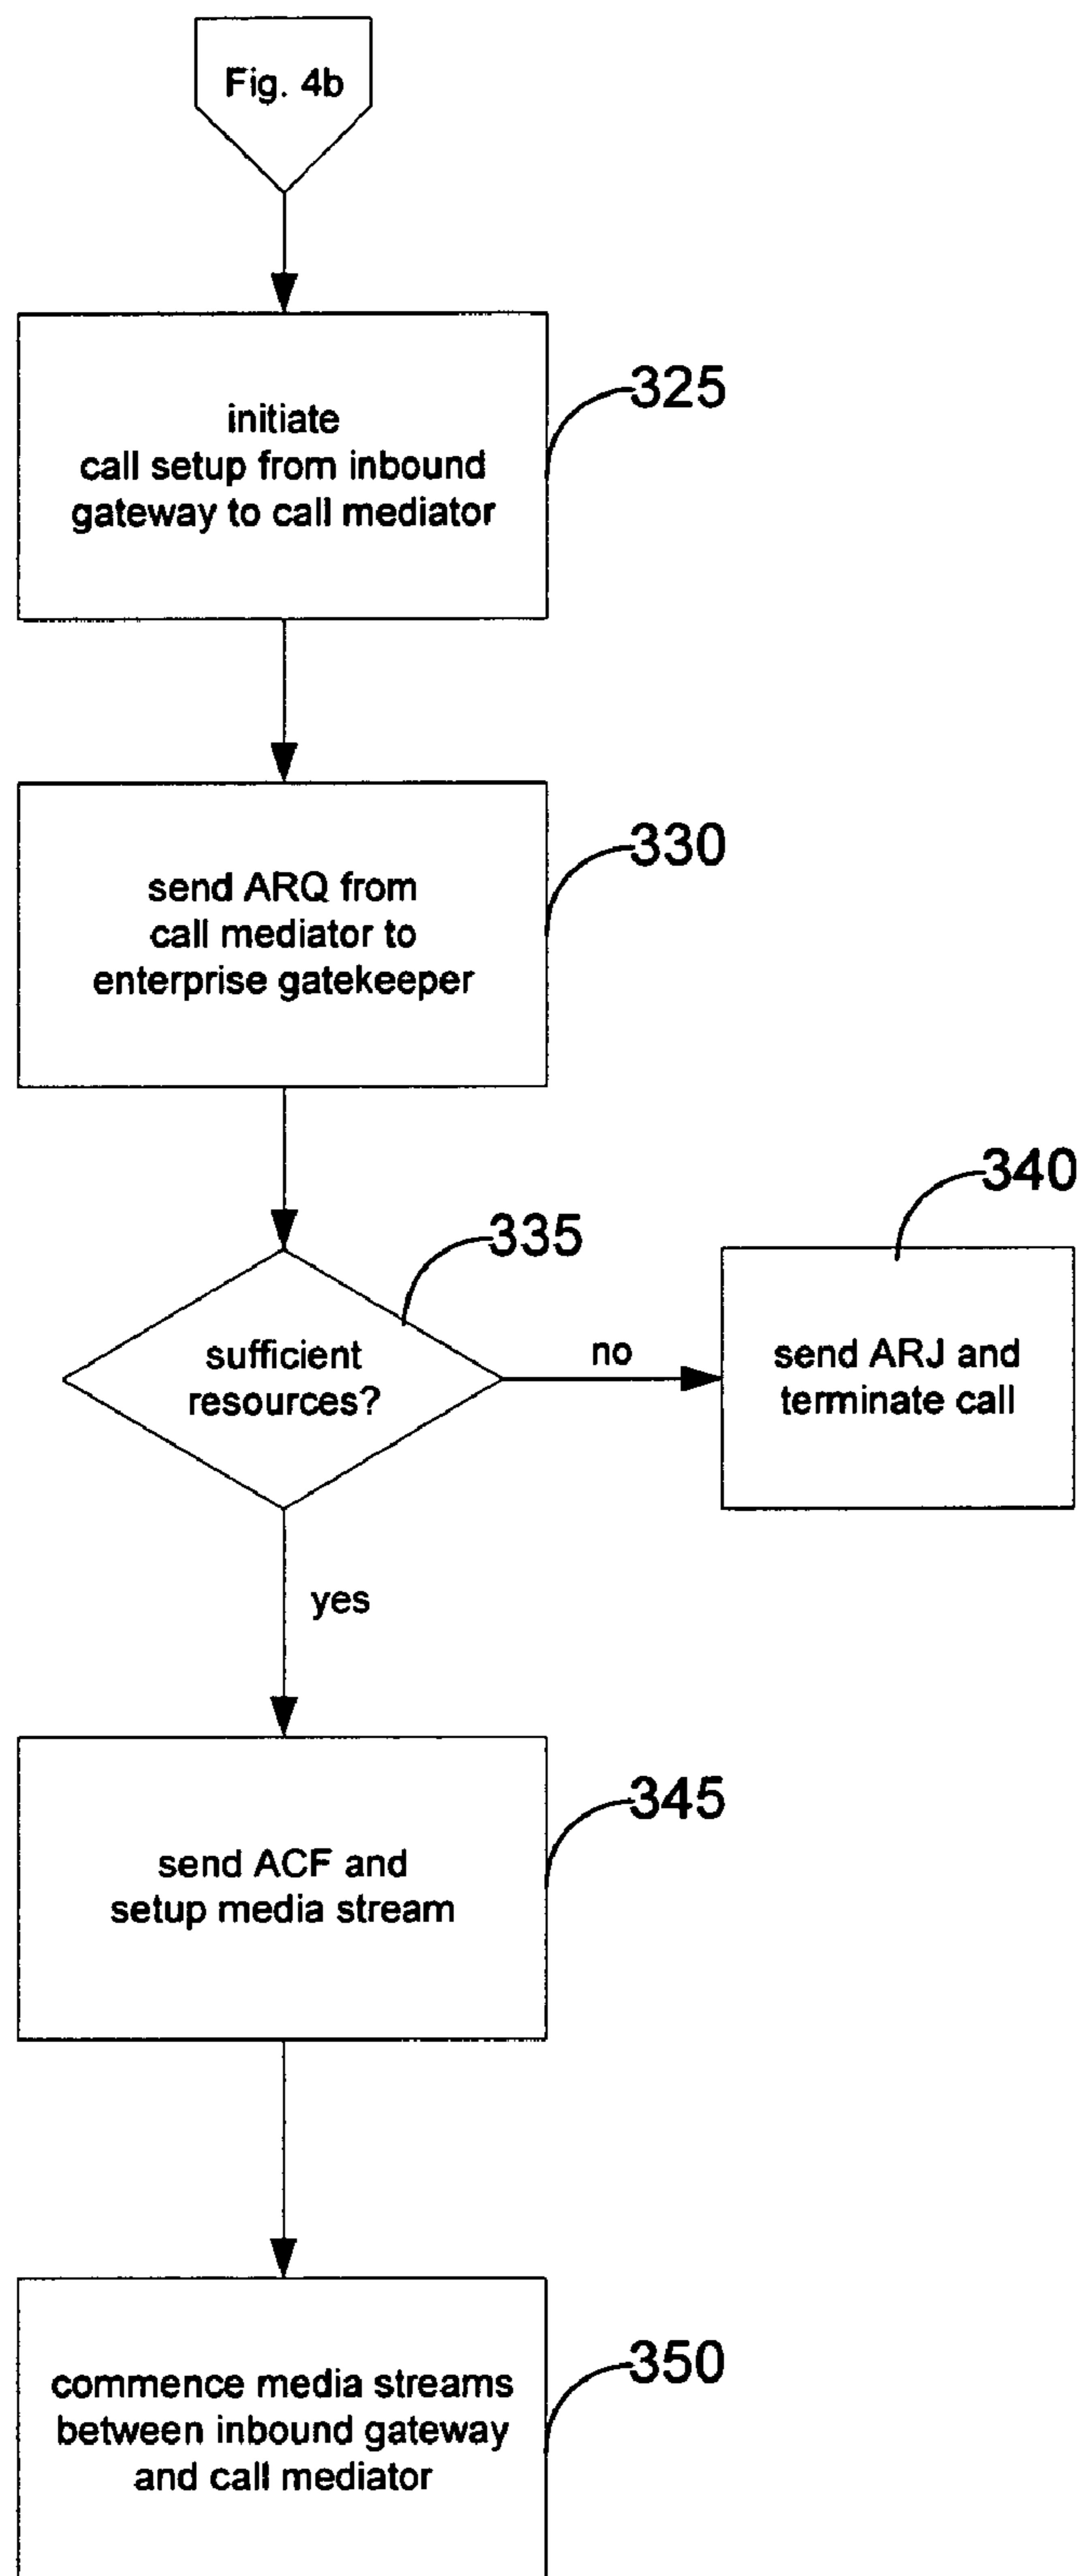 Fig. 4b
initiate
call setup from inbound
gateway to call mediator
325
send ARQ from
call mediator to
enterprise gatekeeper
330
335
sufficient
resources?
no
340
send ARJ and
terminate call
yes
send ACF and
setup media stream
345
commence media streams
between inbound gateway
and call mediator
350